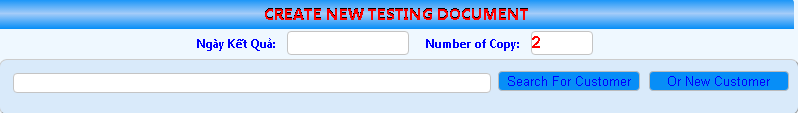 CREATE NEW TESTING DOCUMENT
Ngày Kết Quả: Number of Copy: 2
Search For Customer Or New Customer